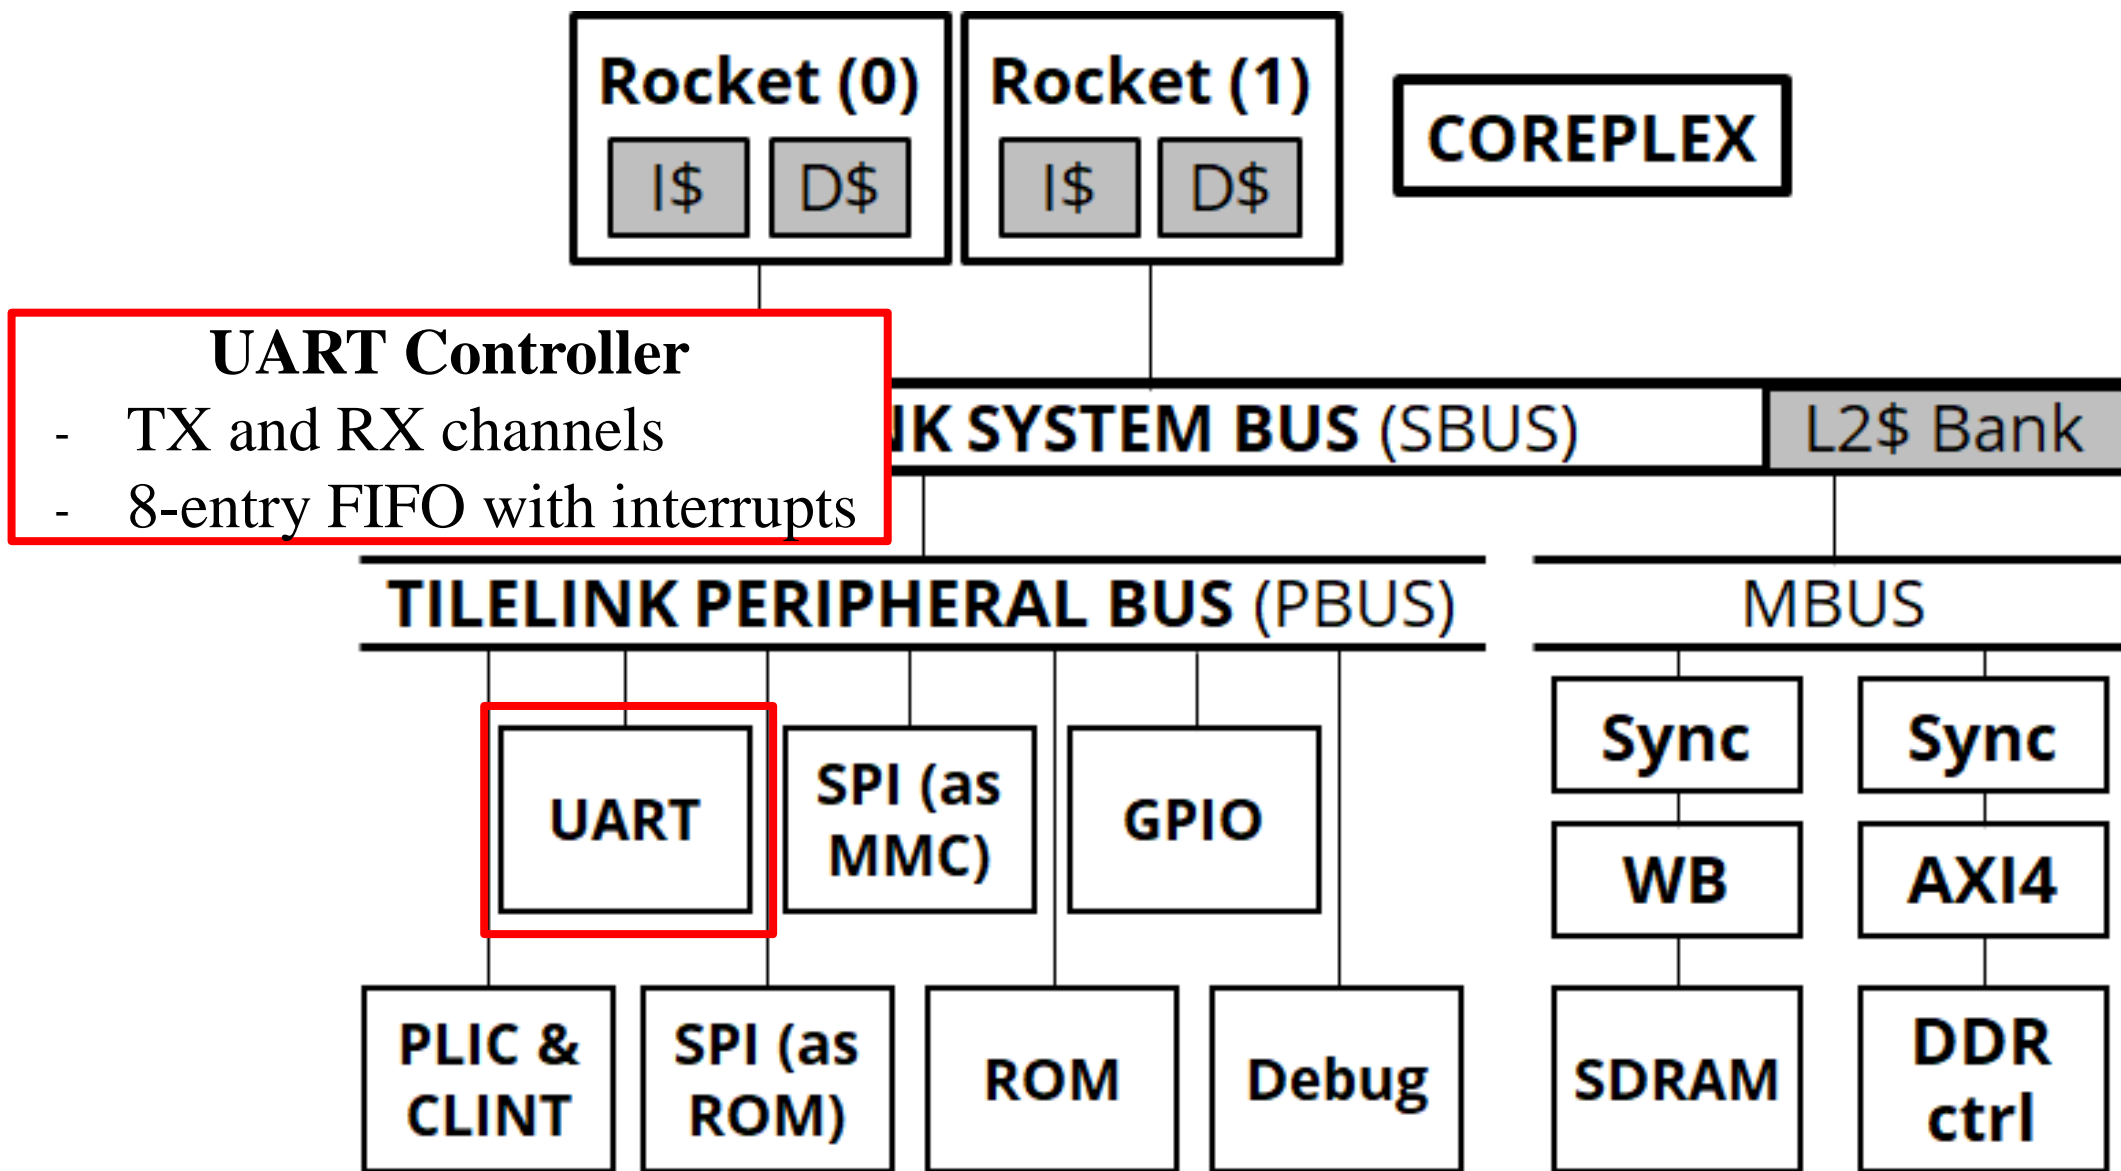 Rocket (0)
I$
D$
Rocket (1)
I$
D$
COREPLEX
UART Controller
- TX and RX channels
- 8-entry FIFO with interrupts
NK SYSTEM BUS (SBUS)
L2$ Bank
TILELINK PERIPHERAL BUS (PBUS)
MBUS
UART
SPI (as
MMC)
GPIO
Sync
Sync
WB
AXI4
PLIC &
CLINT
SPI (as
ROM)
ROM
Debug
SDRAM
DDR
ctrl